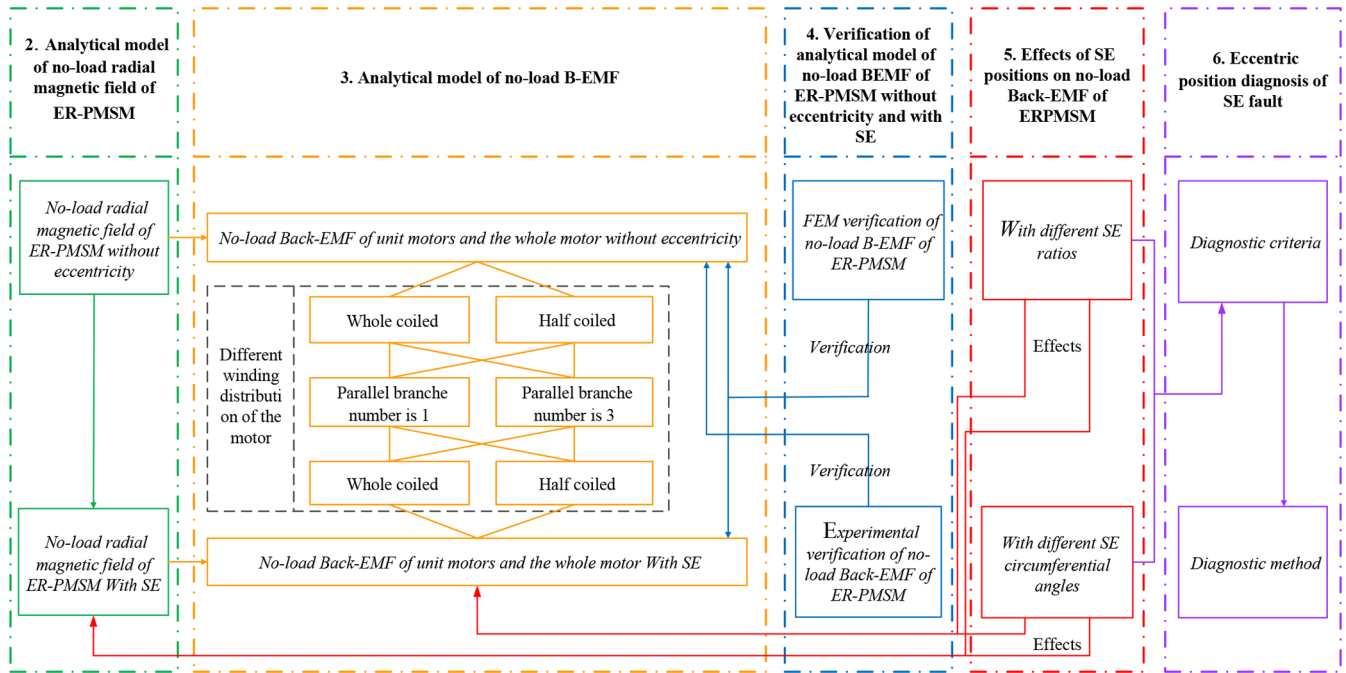 2. Analytical model
of no-load radial
magnetic field of
ER-PMSM
3. Analytical model of no-load B-EMF
4. Verification of
analytical model of
no-load BEMF of
ER-PMSM without
eccentricity and with
SE
5. Effects of SE
positions on no-load
Back-EMF of
ERPMSM
6. Eccentric
position diagnosis of
SE fault
No-load radial
magnetic field of
ER-PMSM without
eccentricity
No-load radial
magnetic field of
ER-PMSM With SE
No-load Back-EMF of unit motors and the whole motor without eccentricity
Different
winding
distributi
on of the
motor
Whole coiled
Half coiled
Parallel branche
number is 1
Parallel branche
number is 3
Whole coiled
Half coiled
No-load Back-EMF of unit motors and the whole motor With SE
FEM verification of
no-load B-EMF of
ER-PMSM
Verification
Verification
Experimental
verification of no-
load Back-EMF of
ER-PMSM
With different SE
ratios
Effects
With different SE
circumferential
angles
Effects
Diagnostic criteria
Diagnostic method